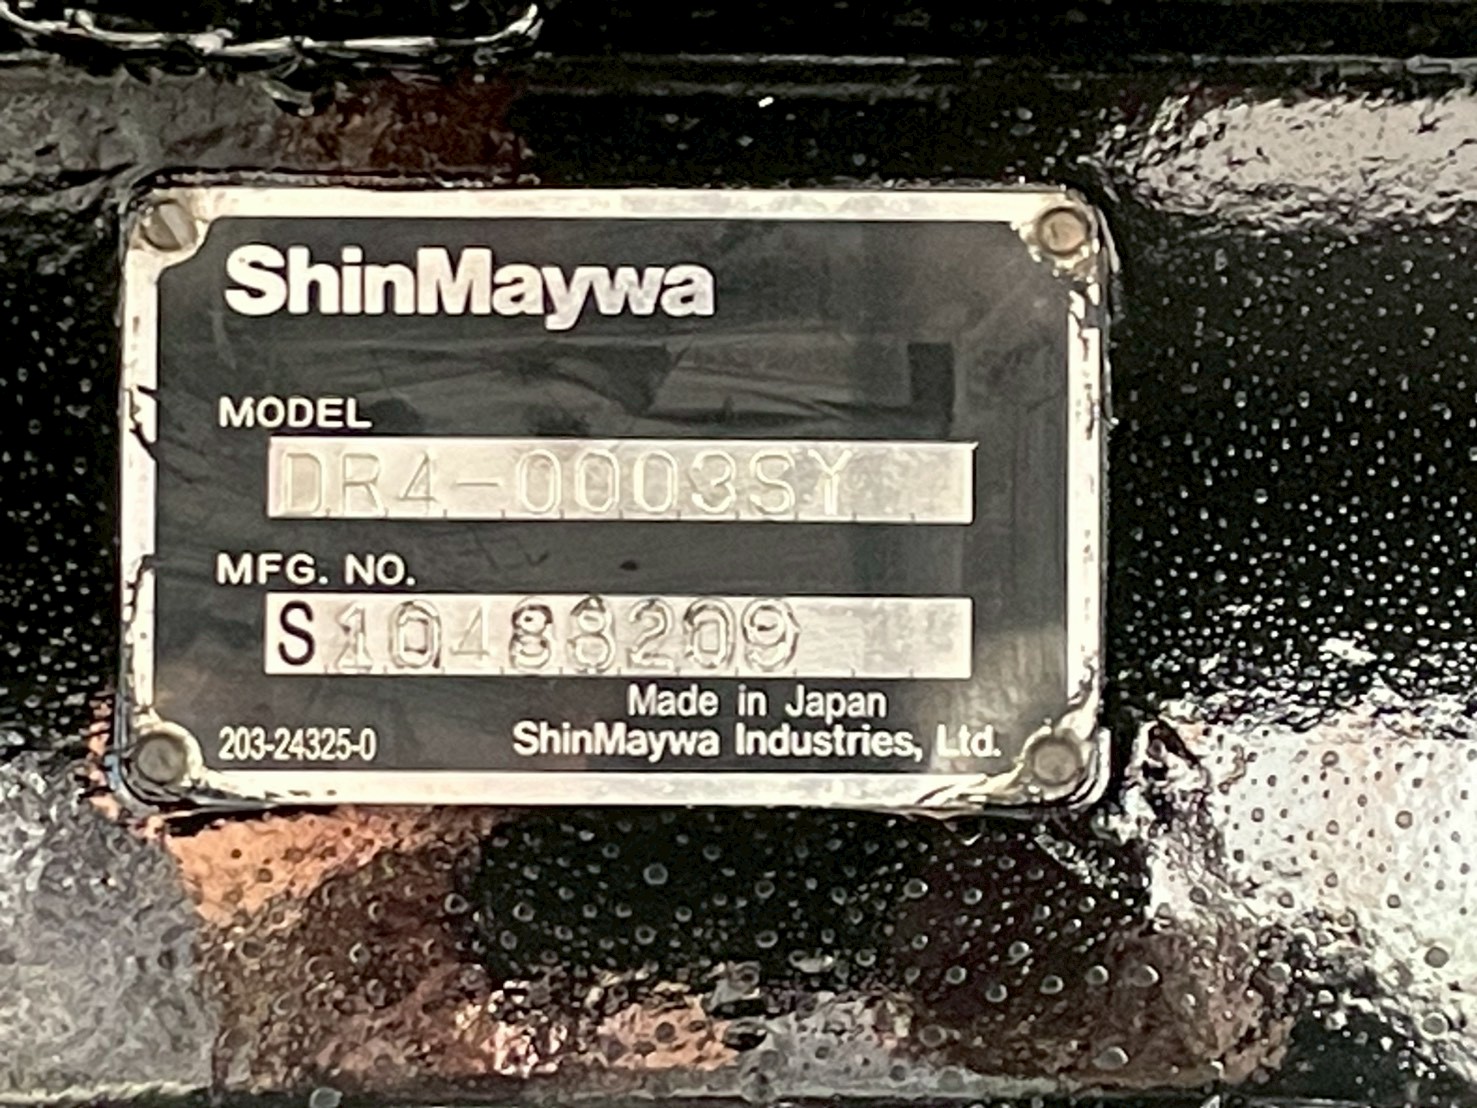 ShinMaywa
MODEL
DR4-0003SY
MFG. NO.
S10488209
Made in Japan
203-24325-0 ShinMaywa Industries, Ltd.